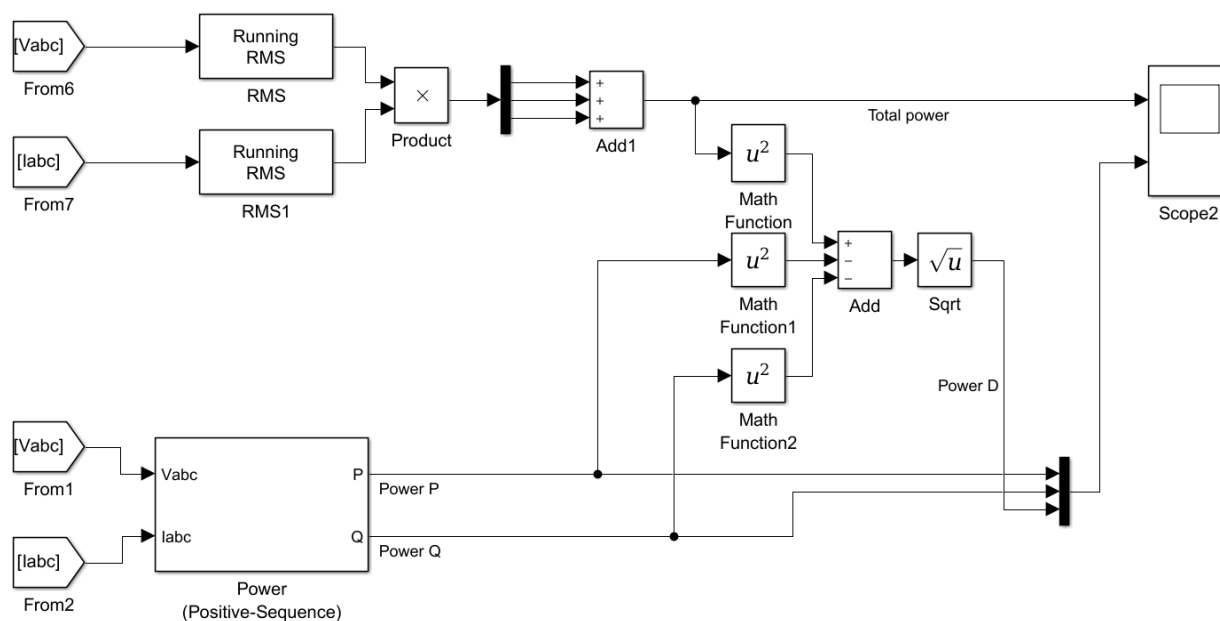 [Vabc]
From6
Running
RMS
RMS
[Iabc]
From7
Running
RMS
RMS1
×
Product
+
+
+
Add1
Total power
Scope2
u²
Math
Function
u²
Math
Function1
u²
Math
Function2
+
−
−
Add
√u
Sqrt
Power D
[Vabc]
From1
[Iabc]
From2
Vabc
Iabc
P
Q
Power
(Positive-Sequence)
Power P
Power Q